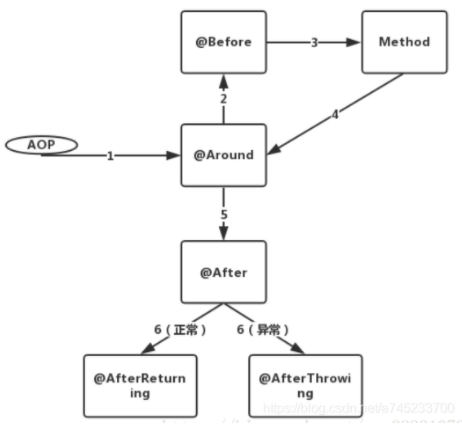 @Before
3
Method
2
4
AOP
1
@Around
5
@After
6（正常）
6（异常）
@AfterReturn
ing
@AfterThrowi
ng
https://blog.csdn.net/a745233700